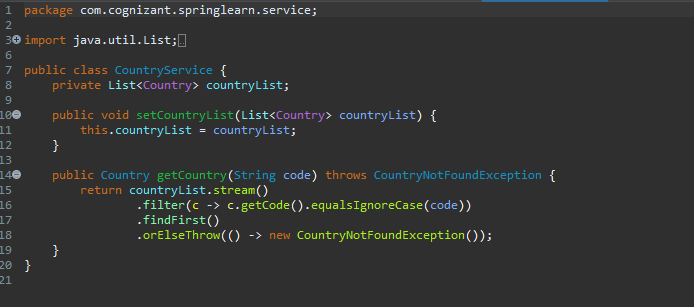 1 package com.cognizant.springlearn.service;
2
3 import java.util.List;
6
7 public class CountryService {
8     private List<Country> countryList;
9
10     public void setCountryList(List<Country> countryList) {
11         this.countryList = countryList;
12     }
13
14     public Country getCountry(String code) throws CountryNotFoundException {
15         return countryList.stream()
16                 .filter(c -> c.getCode().equalsIgnoreCase(code))
17                 .findFirst()
18                 .orElseThrow(() -> new CountryNotFoundException());
19     }
20 }
21